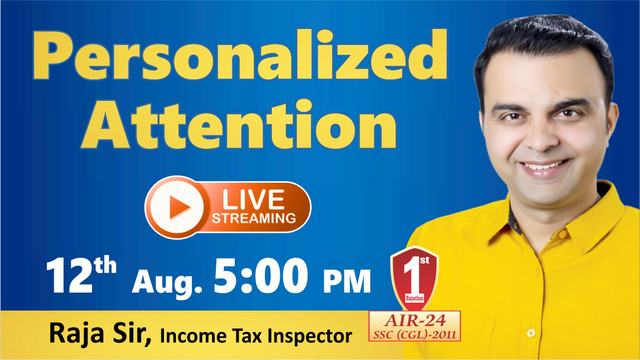 Personalized
Attention
LIVE
STREAMING
12th Aug. 5:00 PM
1st
Rajasthan
AIR-24
SSC (CGL)-2011
Raja Sir, Income Tax Inspector